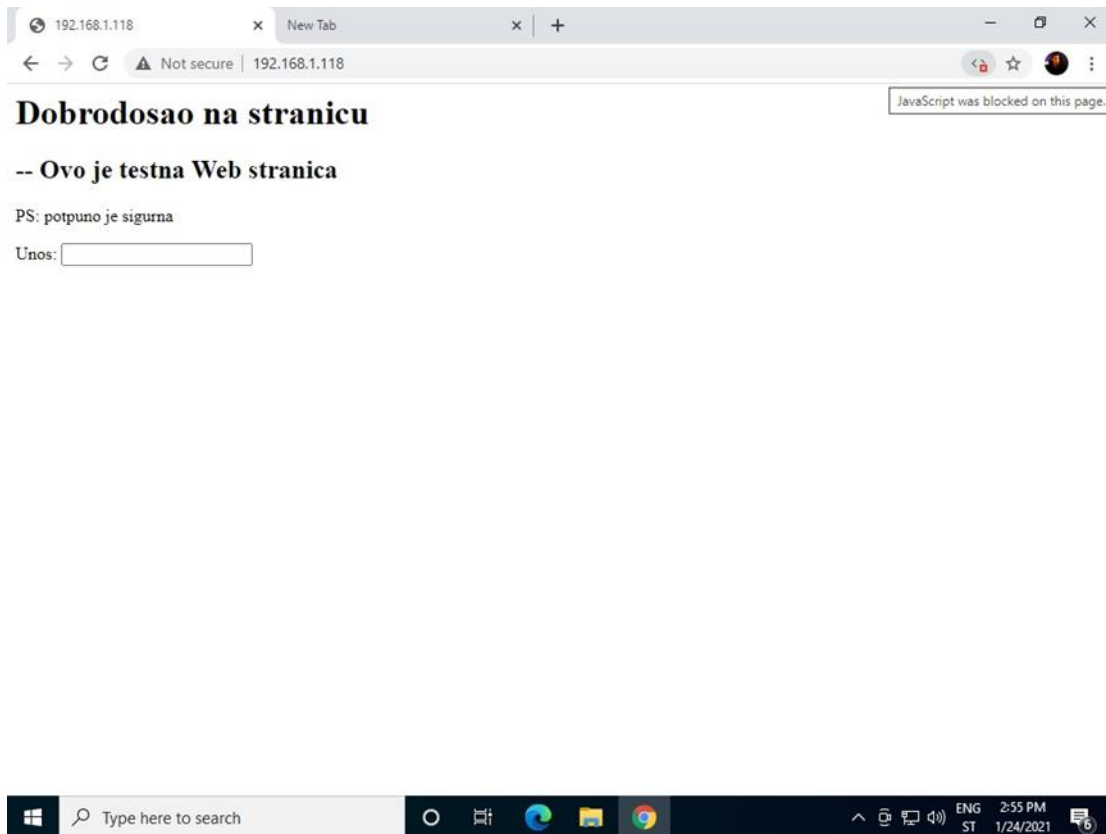 192.168.1.118
New Tab
Not secure
192.168.1.118
JavaScript was blocked on this page.
Dobrodosao na stranicu
-- Ovo je testna Web stranica
PS: potpuno je sigurna
Unos:
Type here to search
ENG
ST
2:55 PM
1/24/2021
6